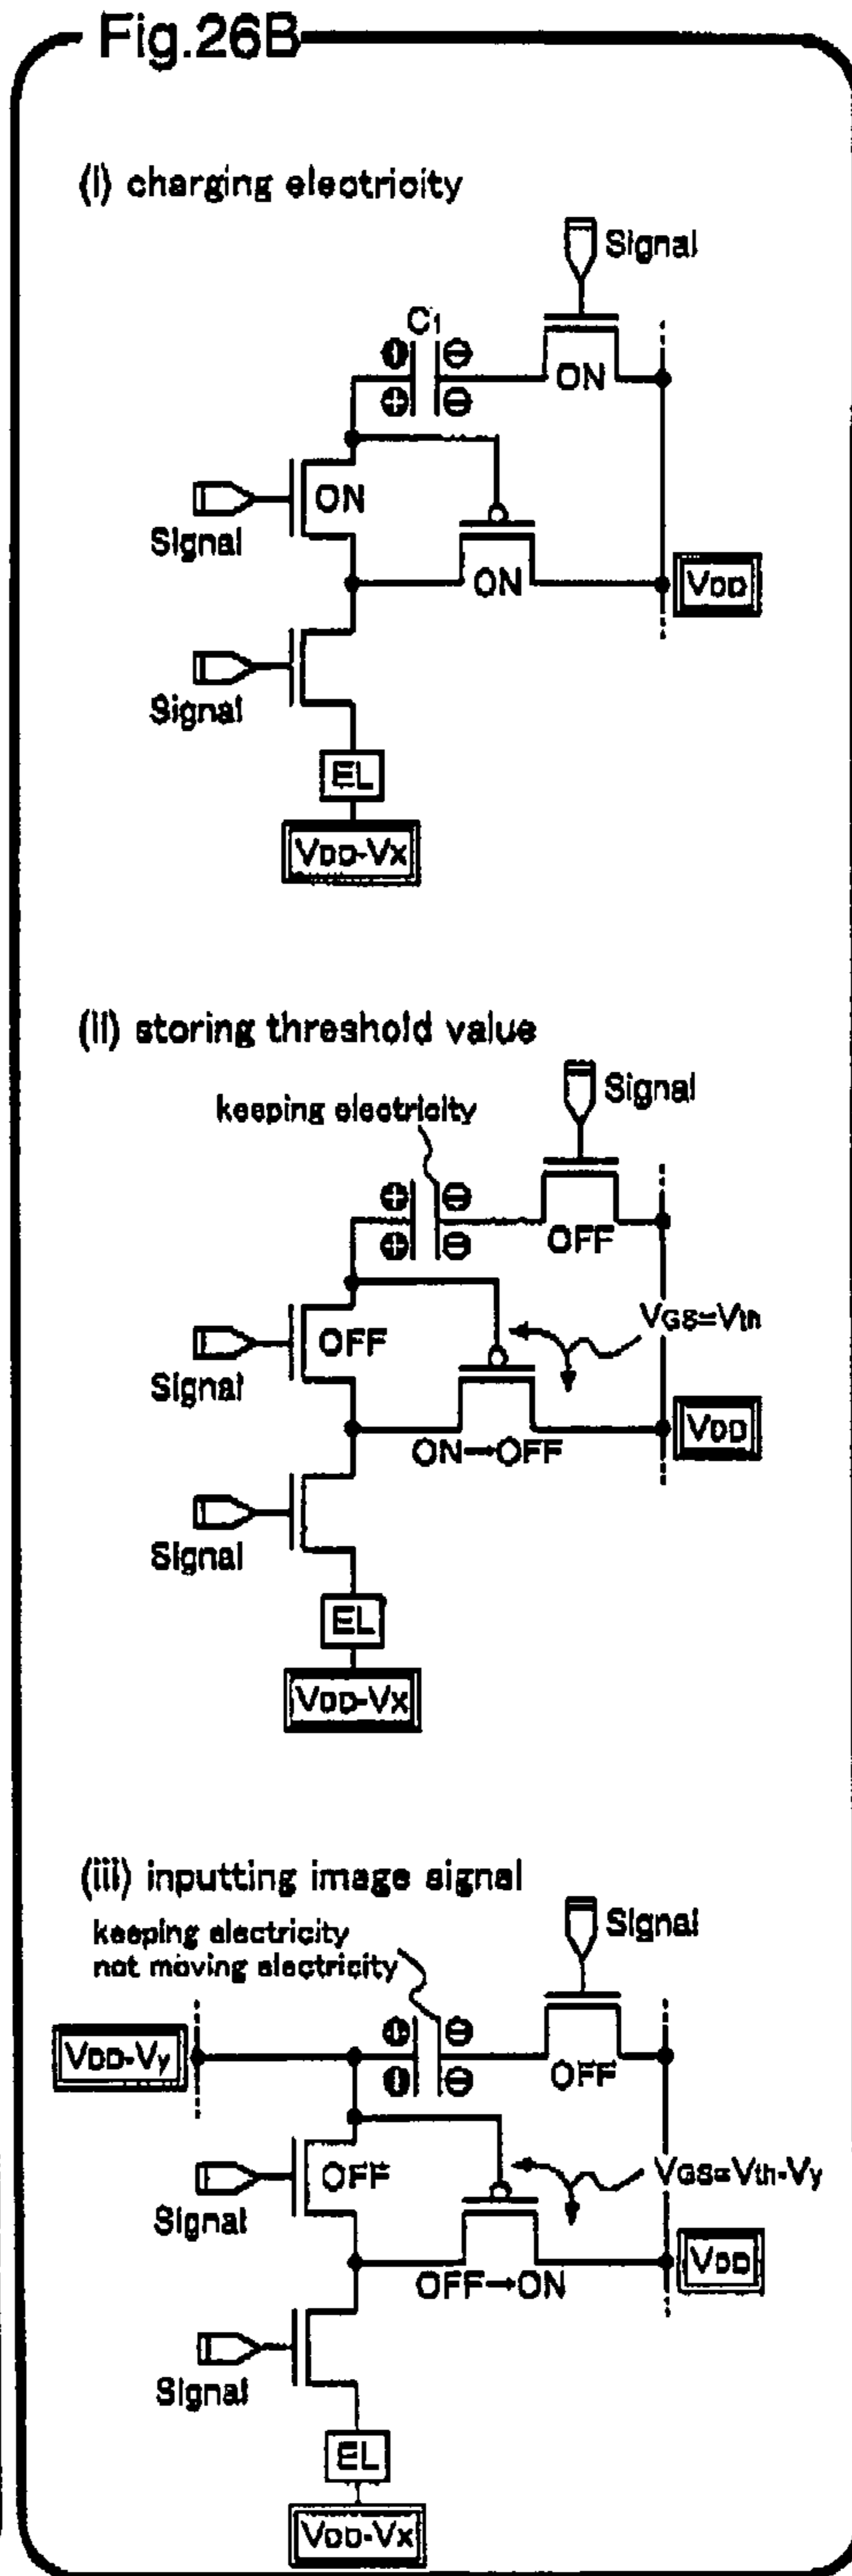 Fig.26B
(i) charging electricity
Signal
C1
⊕ ⊖
⊕ ⊖
ON
ON
Signal
ON
VDD
Signal
EL
VDD-VX
(ii) storing threshold value
keeping electricity
Signal
⊕ ⊖
⊕ ⊖
OFF
OFF
VGS=Vth
Signal
VDD
ON→OFF
Signal
EL
VDD-VX
(iii) inputting image signal
keeping electricity
not moving electricity
Signal
⊕ ⊖
VDD-Vy
⊕ ⊖
OFF
OFF
VGS=Vth-Vy
Signal
VDD
OFF→ON
Signal
EL
VDD-VX